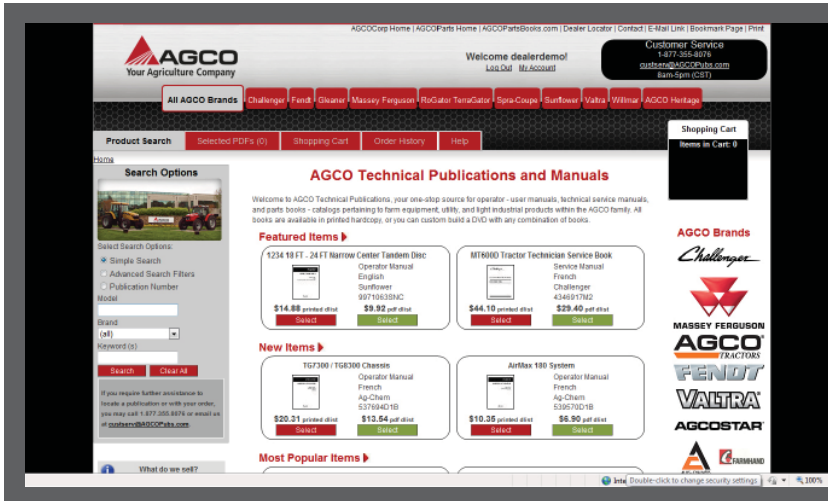 AGCOCorp Home | AGCOParts Home | AGCOPartsBooks.com | Dealer Locator | Contact | E-Mail Link | Bookmark Page | Print
AGCO
Your Agriculture Company
Welcome dealerdemo!
Log Out My Account
Customer Service
1-877-355-8076
custserv@AGCOPubs.com
8am-5pm (CST)
All AGCO Brands Challenger Fendt Gleaner Massey Ferguson RoGator TerraGator Spra-Coupe Sunflower Valtra Willmar AGCO Heritage
Product Search Selected PDFs (0) Shopping Cart Order History Help
Shopping Cart
Items in Cart: 0
Home
Search Options
Select Search Options:
Simple Search
Advanced Search Filters
Publication Number
Model
Brand
(all)
Keyword (s)
Search Clear All
If you require further assistance to
locate a publication or with your order,
you may call 1.877.355.8076 or email us
at custserv@AGCOPubs.com.
What do we sell?
AGCO Technical Publications and Manuals
Welcome to AGCO Technical Publications, your one-stop source for operator - user manuals, technical service manuals,
and parts books - catalogs pertaining to farm equipment, utility, and light industrial products within the AGCO family. All
books are available in printed hardcopy, or you can custom build a DVD with any combination of books.
Featured Items
1234 18 FT - 24 FT Narrow Center Tandem Disc
Operator Manual
English
Sunflower
9971063SNC
$14.88 printed dlist $9.92 pdf dlist
Select Select
MT600D Tractor Technician Service Book
Service Manual
French
Challenger
4346917M2
$44.10 printed dlist $29.40 pdf dlist
Select Select
New Items
TG7300 / TG8300 Chassis
Operator Manual
French
Ag-Chem
537694D1B
$20.31 printed dlist $13.54 pdf dlist
Select Select
AirMax 180 System
Operator Manual
French
Ag-Chem
539570D1B
$10.35 printed dlist $6.90 pdf dlist
Select Select
Most Popular Items
AGCO Brands
Challenger
MASSEY FERGUSON
AGCO
TRACTORS
FENDT
VALTRA
AGCOSTAR
FARMHAND
Inte
Double-click to change security settings
100%